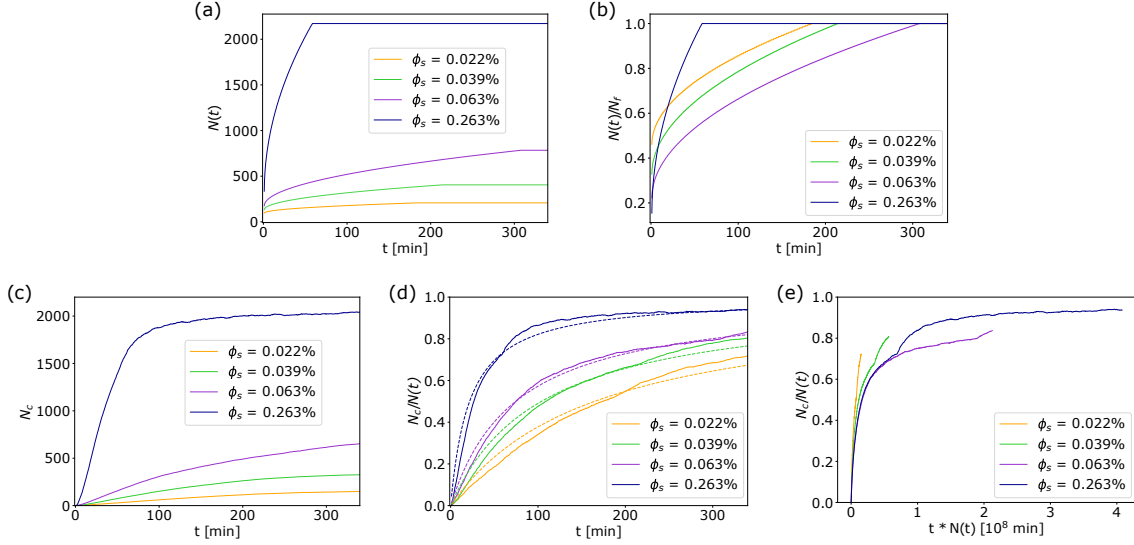 (a)
N(t)
2000
1500
1000
500
0
0
100
200
300
t [min]
ϕs = 0.022%
ϕs = 0.039%
ϕs = 0.063%
ϕs = 0.263%
(b)
N(t)/Nf
1.0
0.8
0.6
0.4
0.2
0
100
200
300
t [min]
ϕs = 0.022%
ϕs = 0.039%
ϕs = 0.063%
ϕs = 0.263%
(c)
Nc
2000
1500
1000
500
0
0
100
200
300
t [min]
ϕs = 0.022%
ϕs = 0.039%
ϕs = 0.063%
ϕs = 0.263%
(d)
Nc/N(t)
1.0
0.8
0.6
0.4
0.2
0.0
0
100
200
300
t [min]
ϕs = 0.022%
ϕs = 0.039%
ϕs = 0.063%
ϕs = 0.263%
(e)
Nc/N(t)
1.0
0.8
0.6
0.4
0.2
0.0
0
1
2
3
4
t * N(t) [10⁸ min]
ϕs = 0.022%
ϕs = 0.039%
ϕs = 0.063%
ϕs = 0.263%